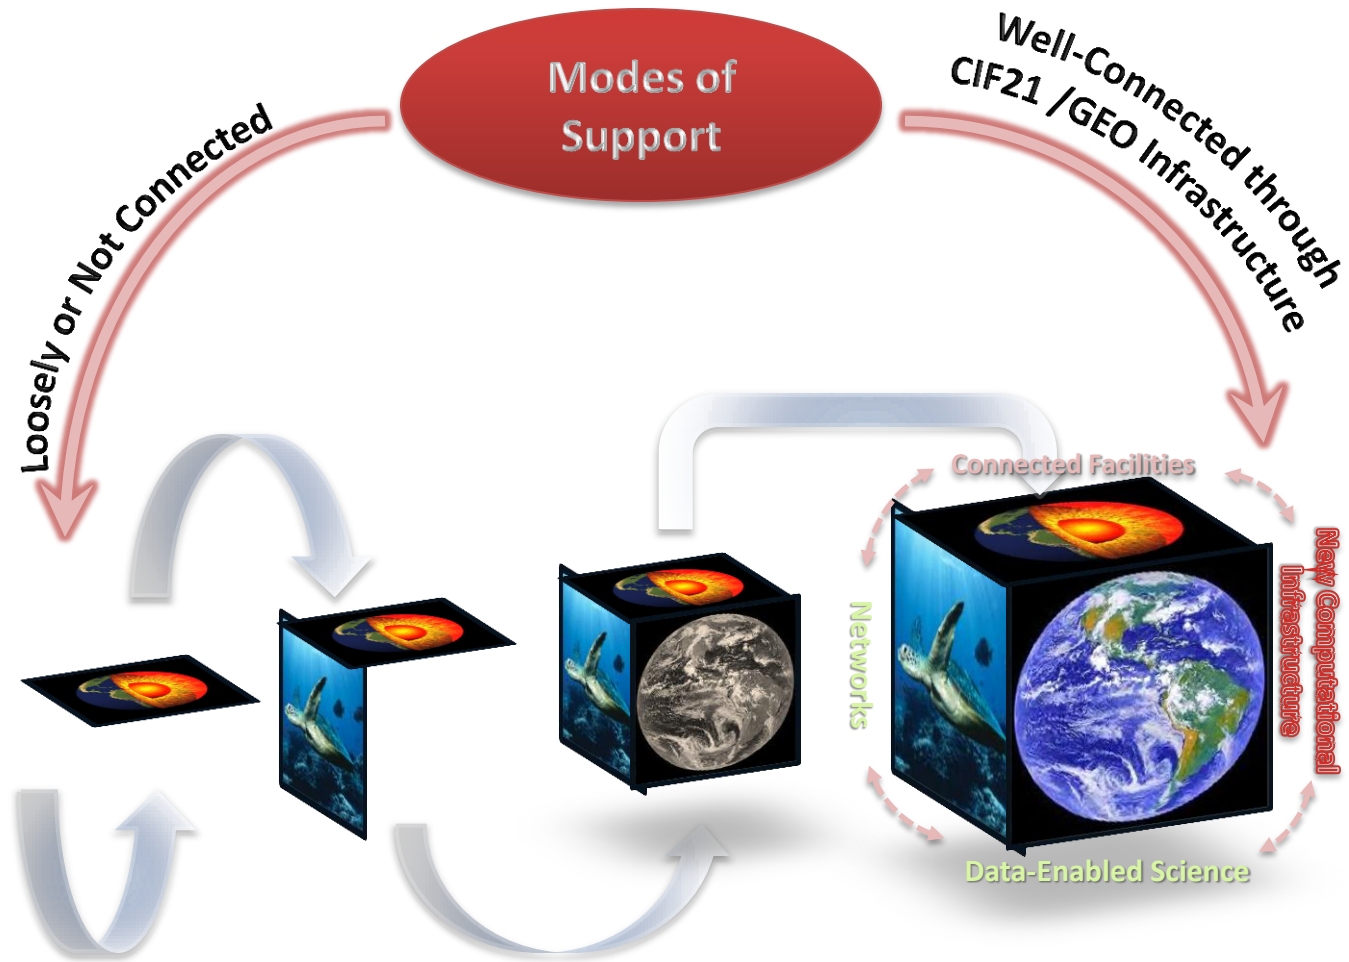 Modes of
Support
Loosely or Not Connected
Well-Connected through
CIF21 /GEO Infrastructure
Connected Facilities
Networks
New Computational
Infrastructure
Data-Enabled Science